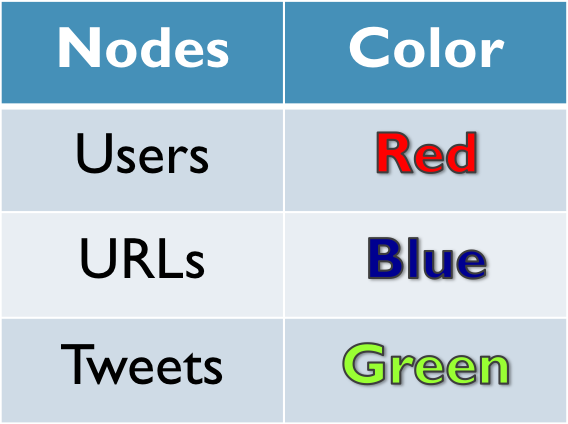 Nodes Color
Users Red
URLs Blue
Tweets Green